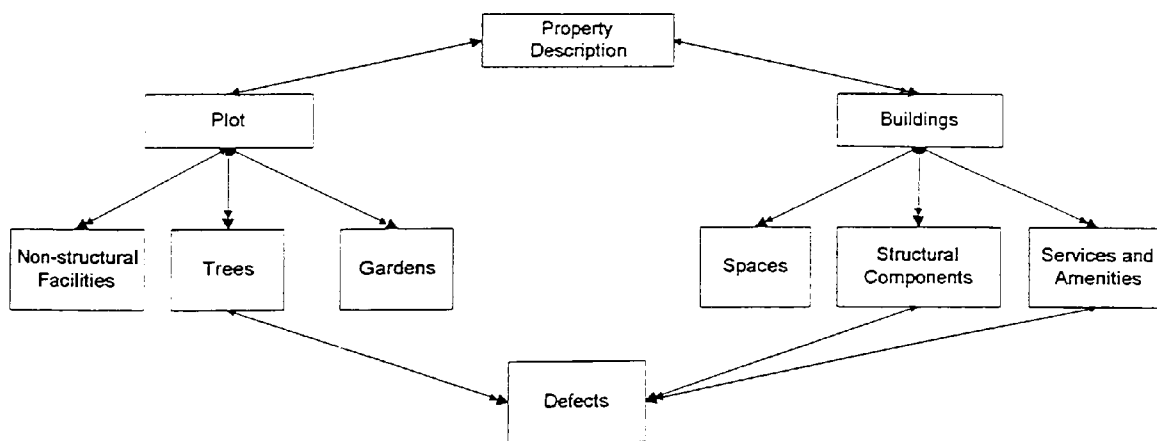 Property
Description
Plot
Buildings
Non-structural
Facilities
Trees
Gardens
Spaces
Structural
Components
Services and
Amenities
Defects